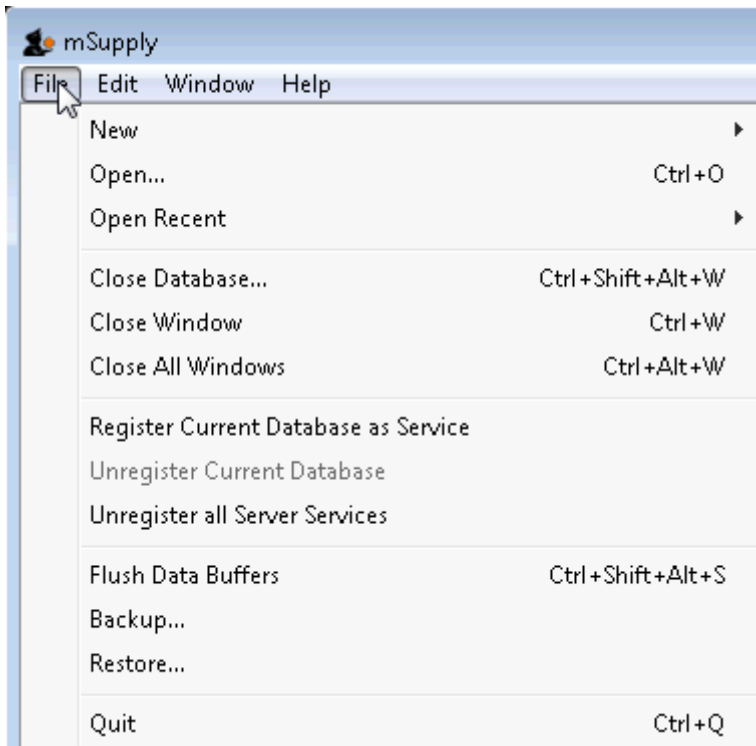 mSupply
File Edit Window Help
New
Open... Ctrl+O
Open Recent
Close Database... Ctrl+Shift+Alt+W
Close Window Ctrl+W
Close All Windows Ctrl+Alt+W
Register Current Database as Service
Unregister Current Database
Unregister all Server Services
Flush Data Buffers Ctrl+Shift+Alt+S
Backup...
Restore...
Quit Ctrl+Q